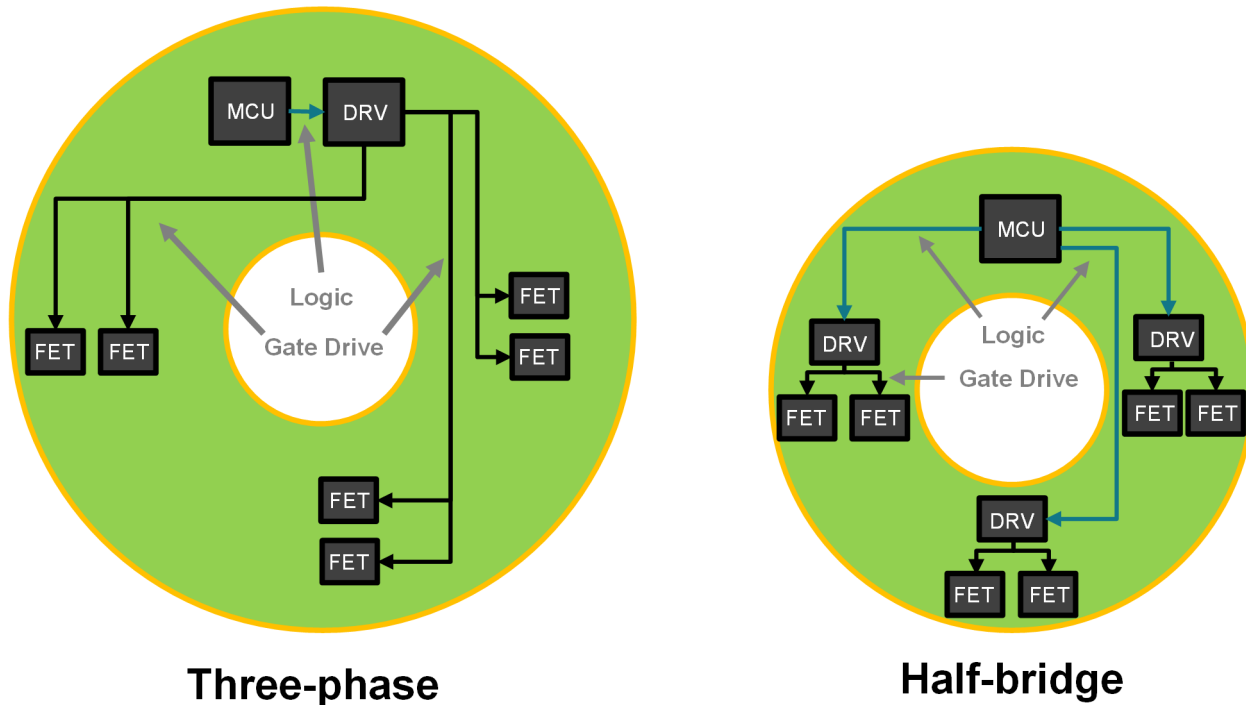 MCU
DRV
Logic
Gate Drive
FET
FET
FET
FET
FET
FET
Three-phase
MCU
DRV
DRV
Logic
Gate Drive
FET
FET
FET
FET
DRV
FET
FET
Half-bridge